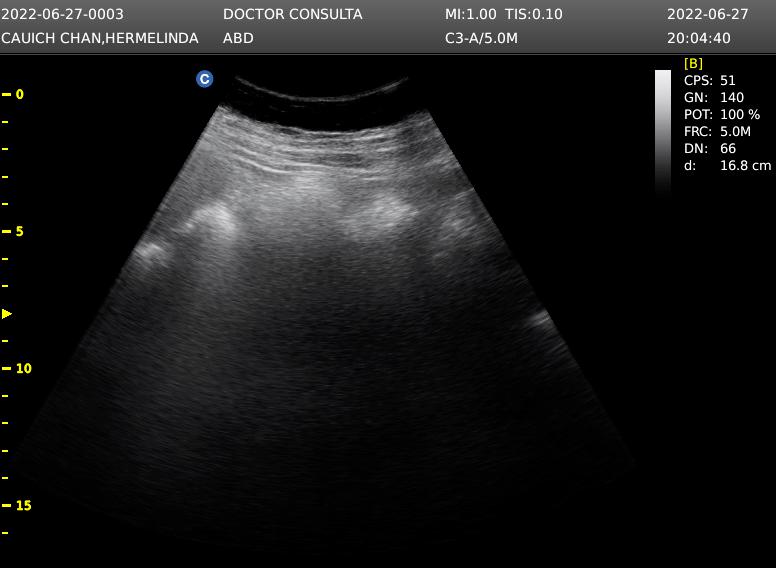 2022-06-27-0003 DOCTOR CONSULTA MI:1.00 TIS:0.10 2022-06-27
CAUICH CHAN,HERMELINDA ABD C3-A/5.0M 20:04:40
C
[B]
CPS: 51
GN: 140
POT: 100 %
FRC: 5.0M
DN: 66
d: 16.8 cm
0
5
10
15